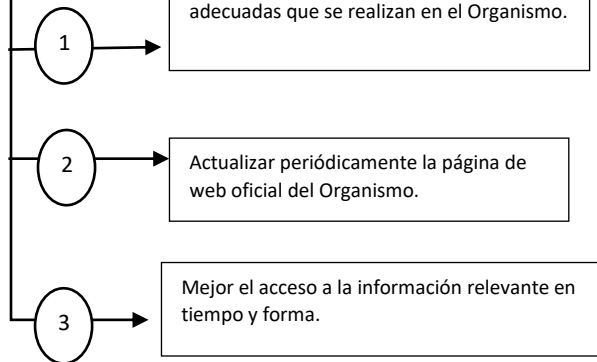 adecuadas que se realizan en el Organismo.
1
2
Actualizar periódicamente la página de
web oficial del Organismo.
Mejor el acceso a la información relevante en
tiempo y forma.
3